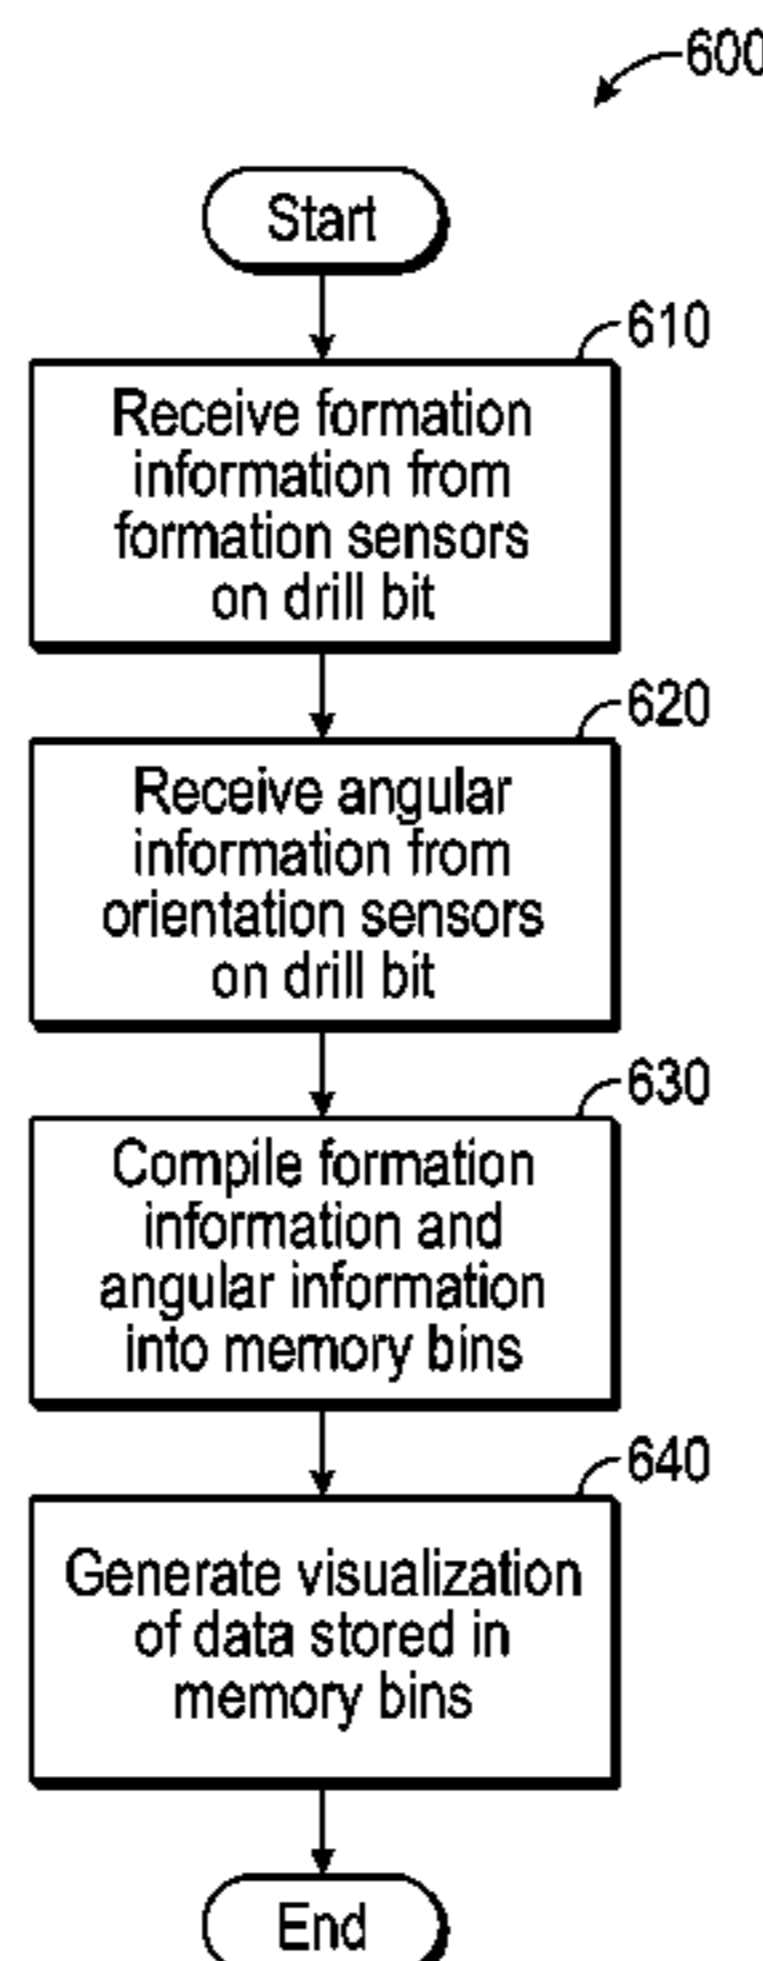 600
Start
610
Receive formation
information from
formation sensors
on drill bit
620
Receive angular
information from
orientation sensors
on drill bit
630
Compile formation
information and
angular information
into memory bins
640
Generate visualization
of data stored in
memory bins
End